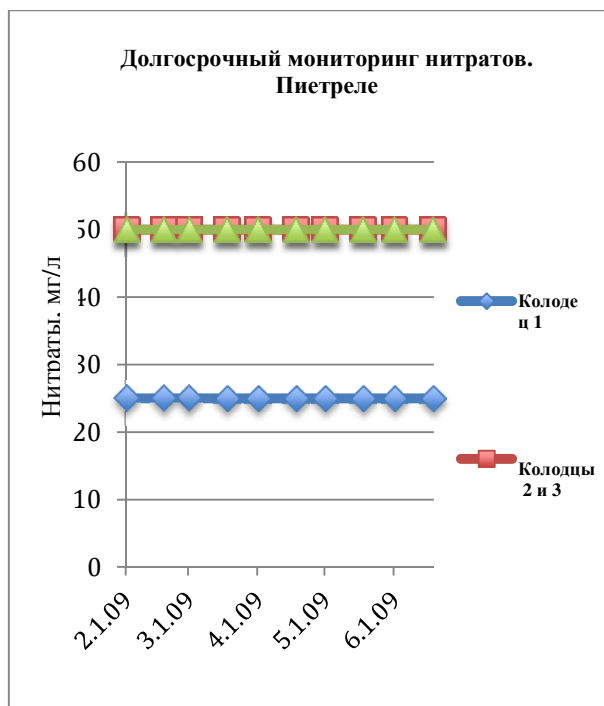 Долгосрочный мониторинг нитратов.
Пиетреле
Нитраты. мг/л
60
50
40
30
20
10
0
2.1.09
3.1.09
4.1.09
5.1.09
6.1.09
Колоде
ц 1
Колодцы
2 и 3